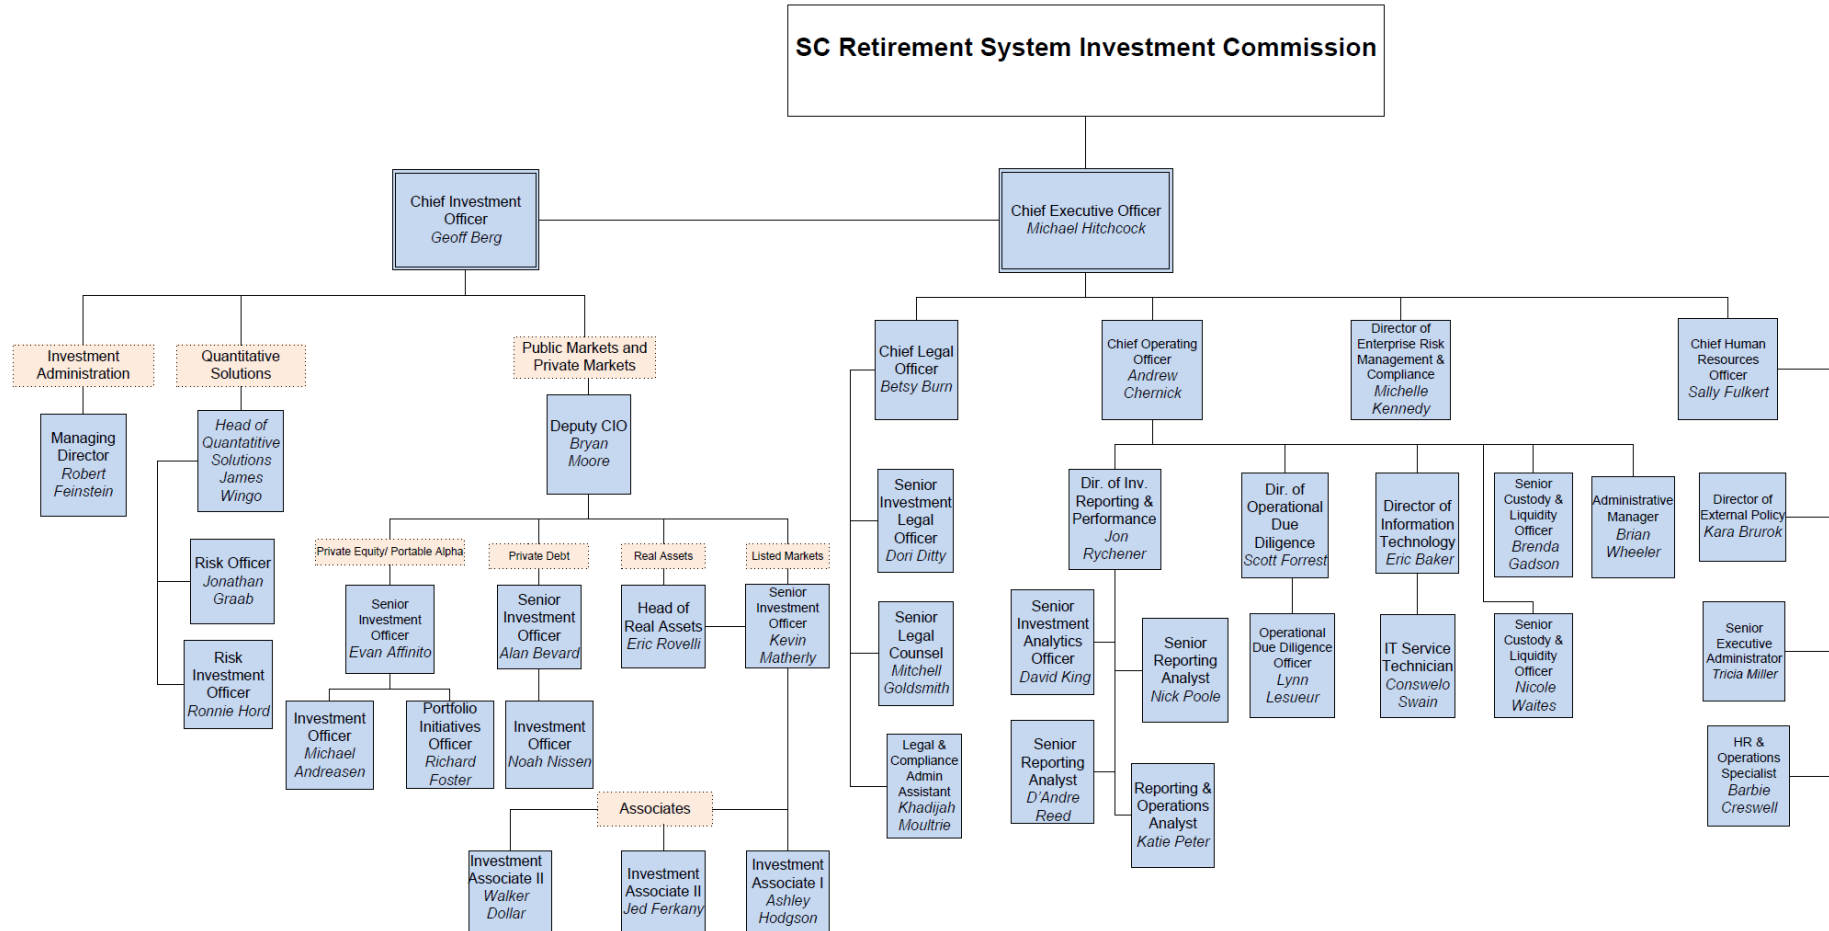 SC Retirement System Investment Commission
Chief Investment
Officer
Geoff Berg
Chief Executive Officer
Michael Hitchcock
Investment
Administration
Quantitative
Solutions
Public Markets and
Private Markets
Chief Legal
Officer
Betsy Burn
Chief Operating
Officer
Andrew
Chernick
Director of
Enterprise Risk
Management &
Compliance
Michelle
Kennedy
Chief Human
Resources
Officer
Sally Fulkert
Managing
Director
Robert
Feinstein
Head of
Quantatitive
Solutions
James
Wingo
Deputy CIO
Bryan
Moore
Risk Officer
Jonathan
Graab
Risk
Investment
Officer
Ronnie Hord
Private Equity/ Portable Alpha
Private Debt
Real Assets
Listed Markets
Senior
Investment
Officer
Evan Affinito
Senior
Investment
Officer
Alan Bevard
Head of
Real Assets
Eric Rovelli
Senior
Investment
Officer
Kevin
Matherly
Investment
Officer
Michael
Andreasen
Portfolio
Initiatives
Officer
Richard
Foster
Investment
Officer
Noah Nissen
Associates
Investment
Associate II
Walker
Dollar
Investment
Associate II
Jed Ferkany
Investment
Associate I
Ashley
Hodgson
Senior
Investment
Legal
Officer
Dori Ditty
Senior
Legal
Counsel
Mitchell
Goldsmith
Legal &
Compliance
Admin
Assistant
Khadijah
Moultrie
Dir. of Inv.
Reporting &
Performance
Jon
Rychener
Dir. of
Operational
Due
Diligence
Scott Forrest
Director of
Information
Technology
Eric Baker
Senior
Custody &
Liquidity
Officer
Brenda
Gadson
Administrative
Manager
Brian
Wheeler
Director of
External Policy
Kara Brurok
Senior
Investment
Analytics
Officer
David King
Senior
Reporting
Analyst
Nick Poole
Operational
Due Diligence
Officer
Lynn
Lesueur
IT Service
Technician
Conswelo
Swain
Senior
Custody &
Liquidity
Officer
Nicole
Waites
Senior
Executive
Administrator
Tricia Miller
Senior
Reporting
Analyst
D'Andre
Reed
Reporting &
Operations
Analyst
Katie Peter
HR &
Operations
Specialist
Barbie
Creswell